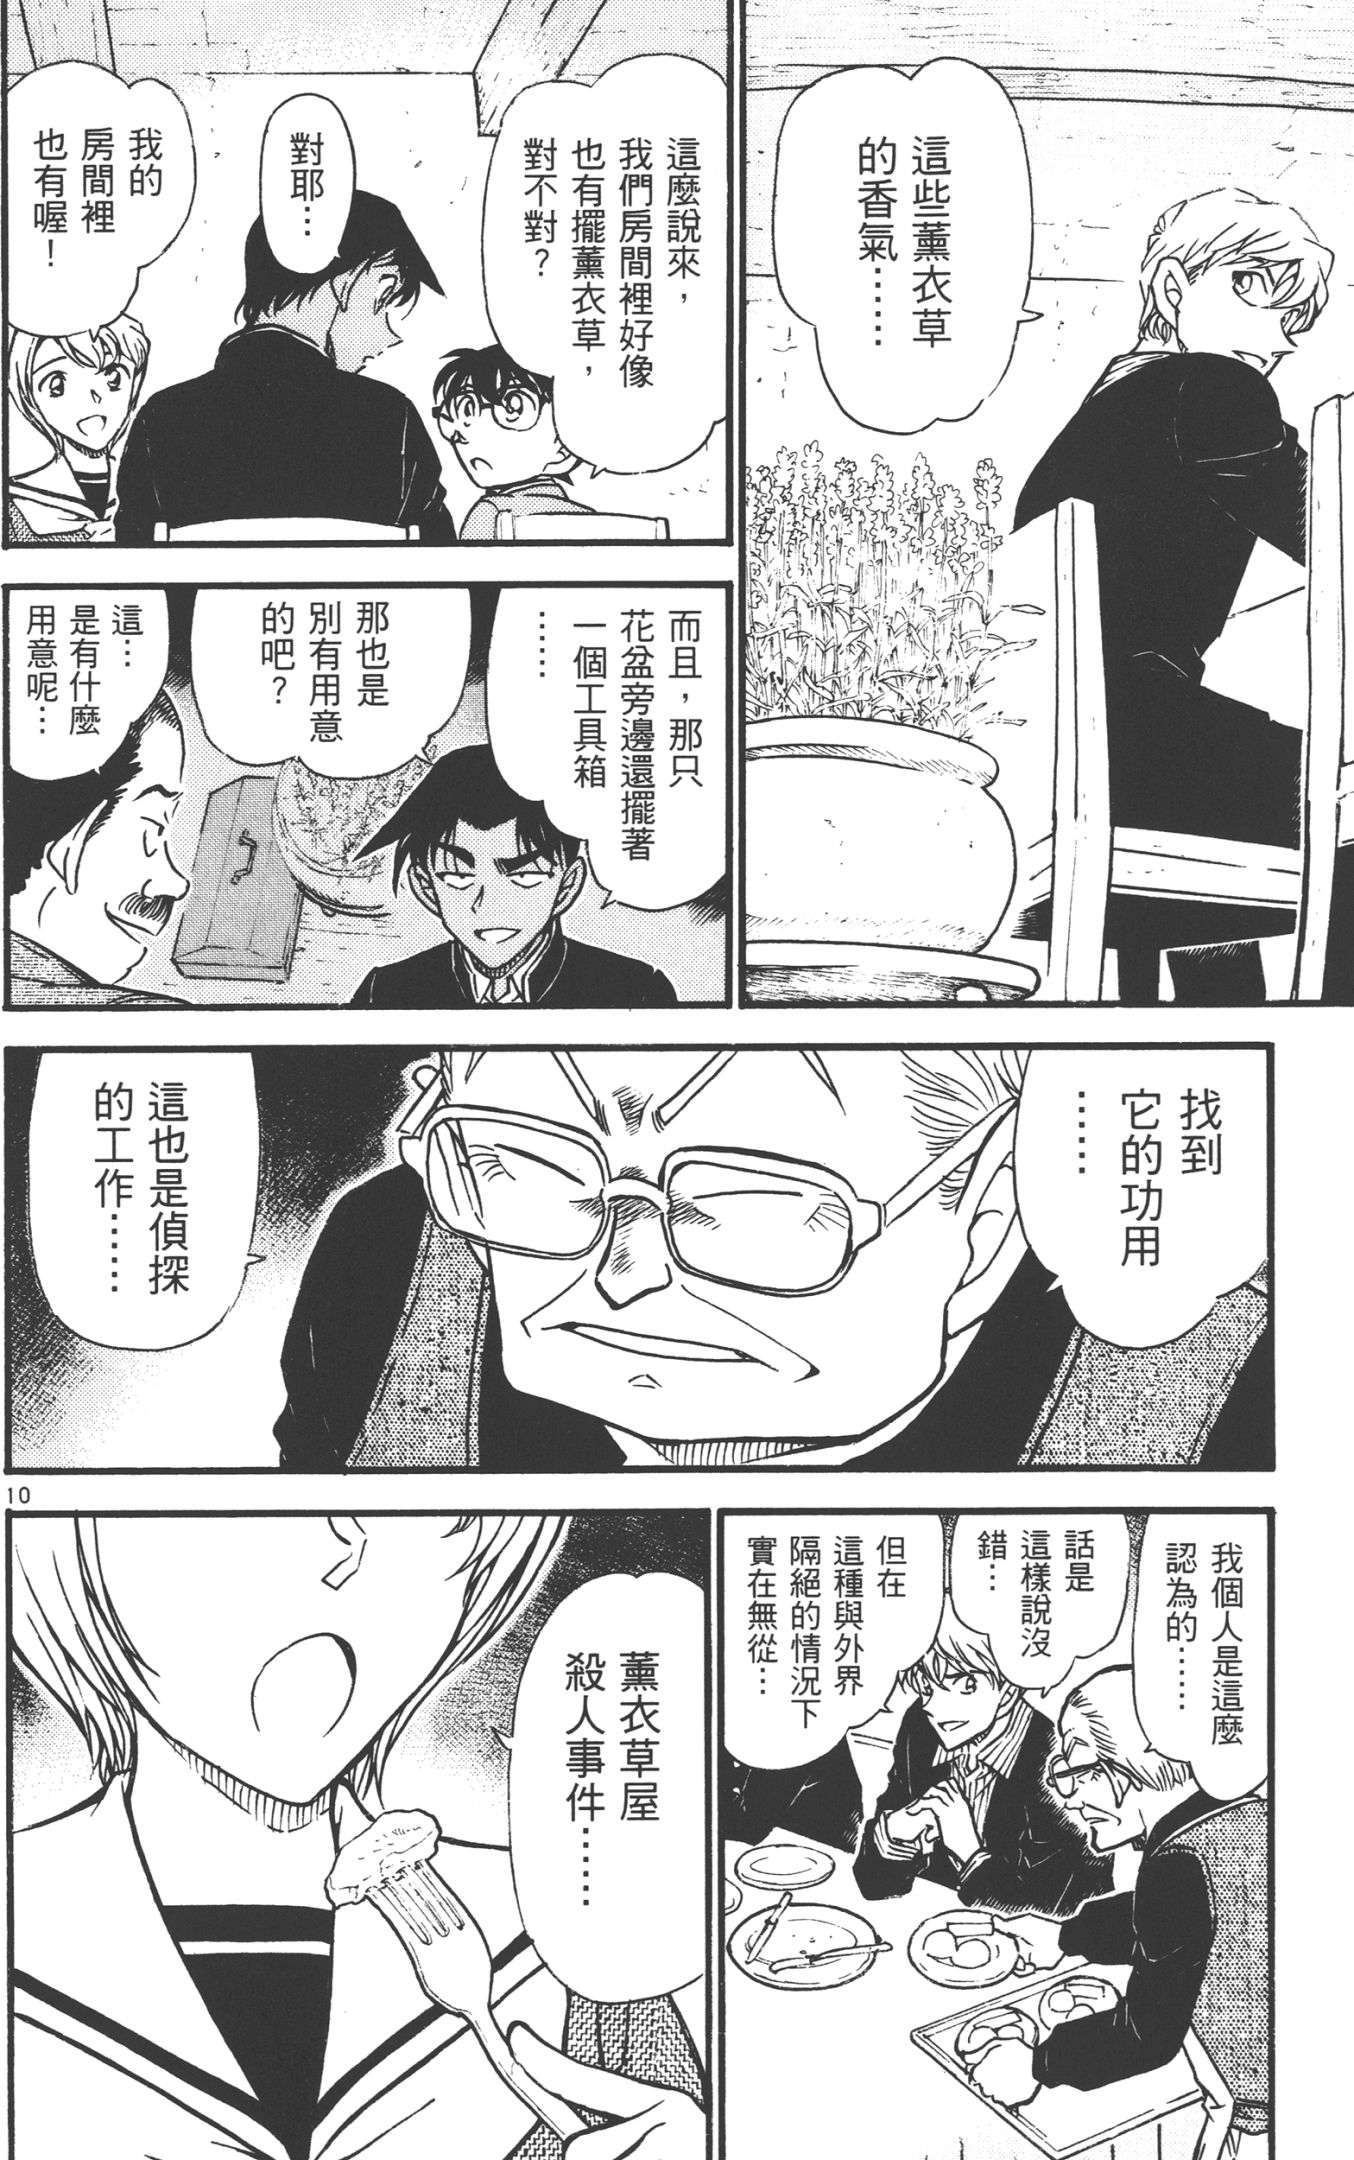 這些薰衣草
的香氣……
這麼說來，
我們房間裡好像
也有擺薰衣草，
對不對？
對耶…
我的
房間裡
也有喔！
而且，那只
花盆旁邊還擺著
一個工具箱
……
那也是
別有用意
的吧？
這…
是有什麼
用意呢…
找到
它的功用
……
這也是偵探
的工作……
我個人是這麼
認為的……
話是
這樣說沒
錯…
但在
這種與外界
隔絕的情況下
實在無從…
薰衣草屋
殺人事件……
10